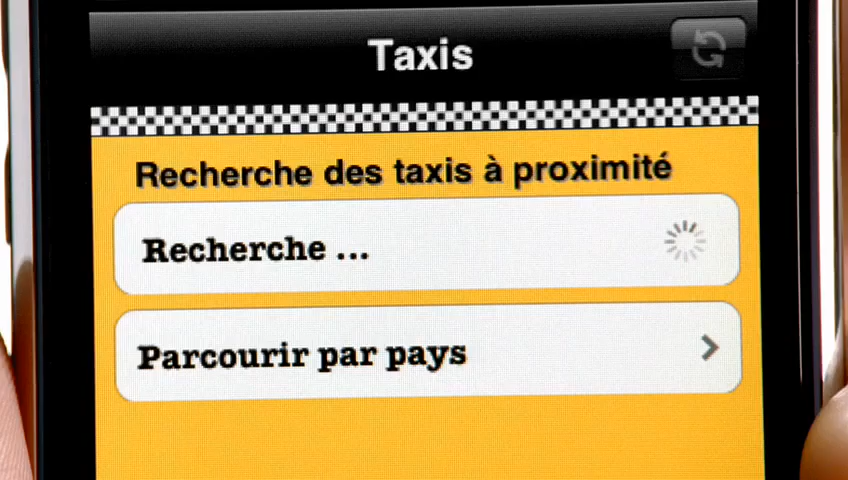 Taxis
Recherche des taxis à proximité
Recherche ...
Parcourir par pays